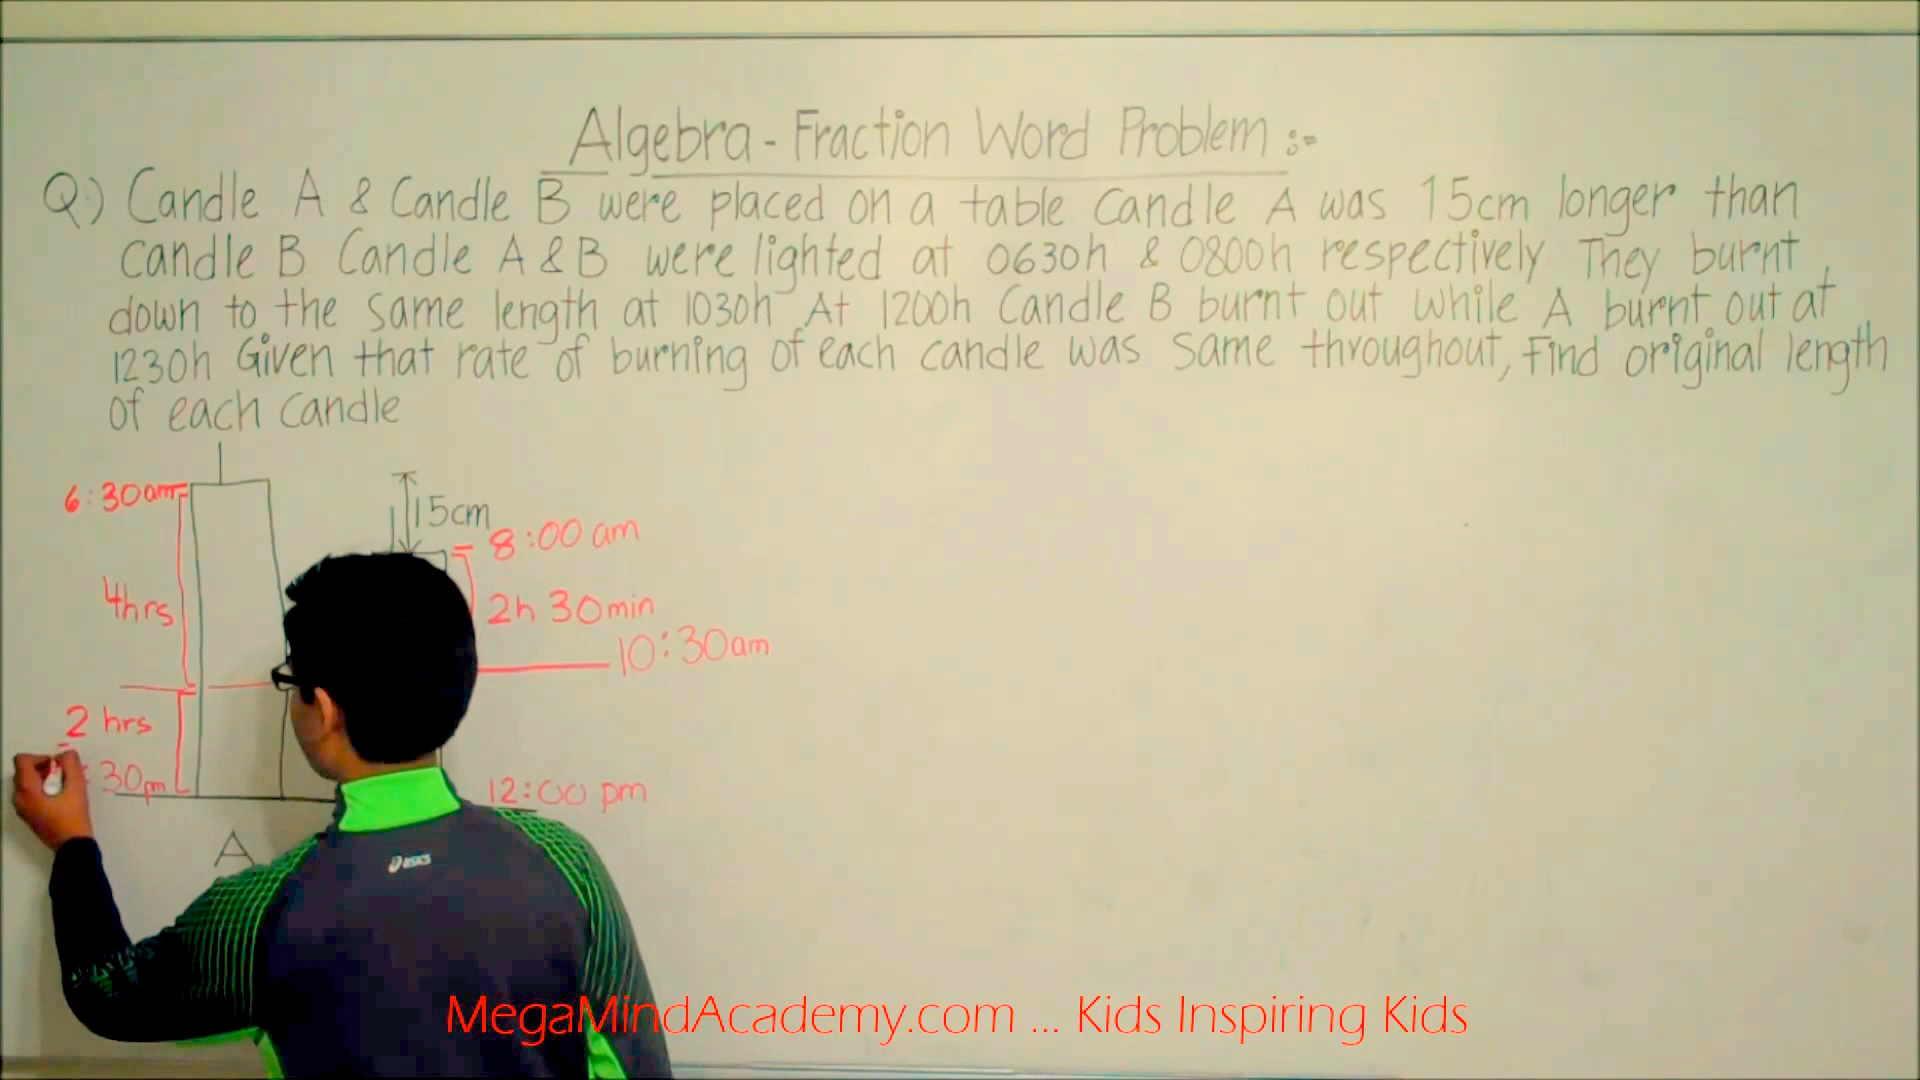 Algebra - Fraction Word Problem :-
Q.) Candle A & Candle B were placed on a table Candle A was 15cm longer than
Candle B Candle A & B were lighted at 0630h & 0800h respectively They burnt
down to the same length at 1030h At 1200h Candle B burnt out while A burnt out at
1230h Given that rate of burning of each candle was same throughout, Find original length
of each candle
6:30am
15cm
8:00 am
4hrs
2h 30min
10:30am
2 hrs
:30pm
12:00 pm
A
asics
MegaMindAcademy.com ... Kids Inspiring Kids